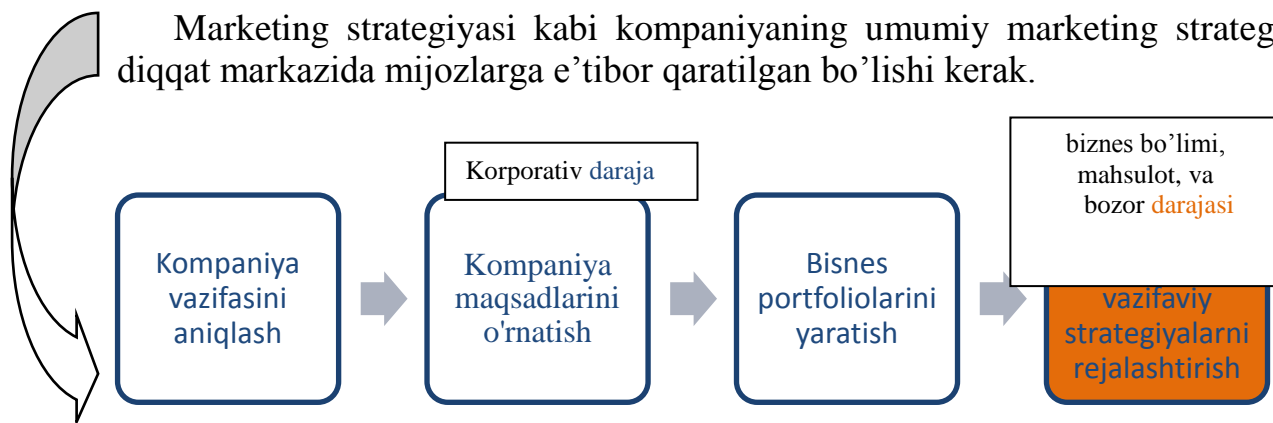 Marketing strategiyasi kabi kompaniyaning umumiy marketing strateg
diqqat markazida mijozlarga e’tibor qaratilgan bo’lishi kerak.
Korporativ daraja
biznes bo’limi,
mahsulot, va
bozor darajasi
Kompaniya
vazifasini
aniqlash
Kompaniya
maqsadlarini
o'rnatish
Bisnes
portfoliolarini
yaratish
vazifaviy
strategiyalarni
rejalashtirish